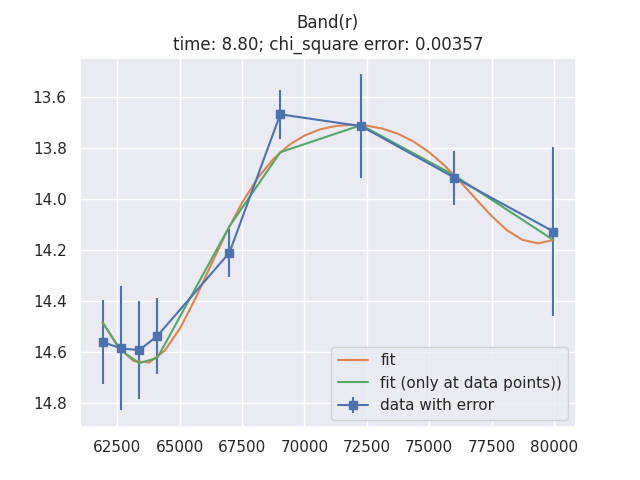 Band(r)
time: 8.80; chi_square error: 0.00357
13.6
13.8
14.0
14.2
14.4
14.6
14.8
fit
fit (only at data points))
data with error
62500 65000 67500 70000 72500 75000 77500 80000